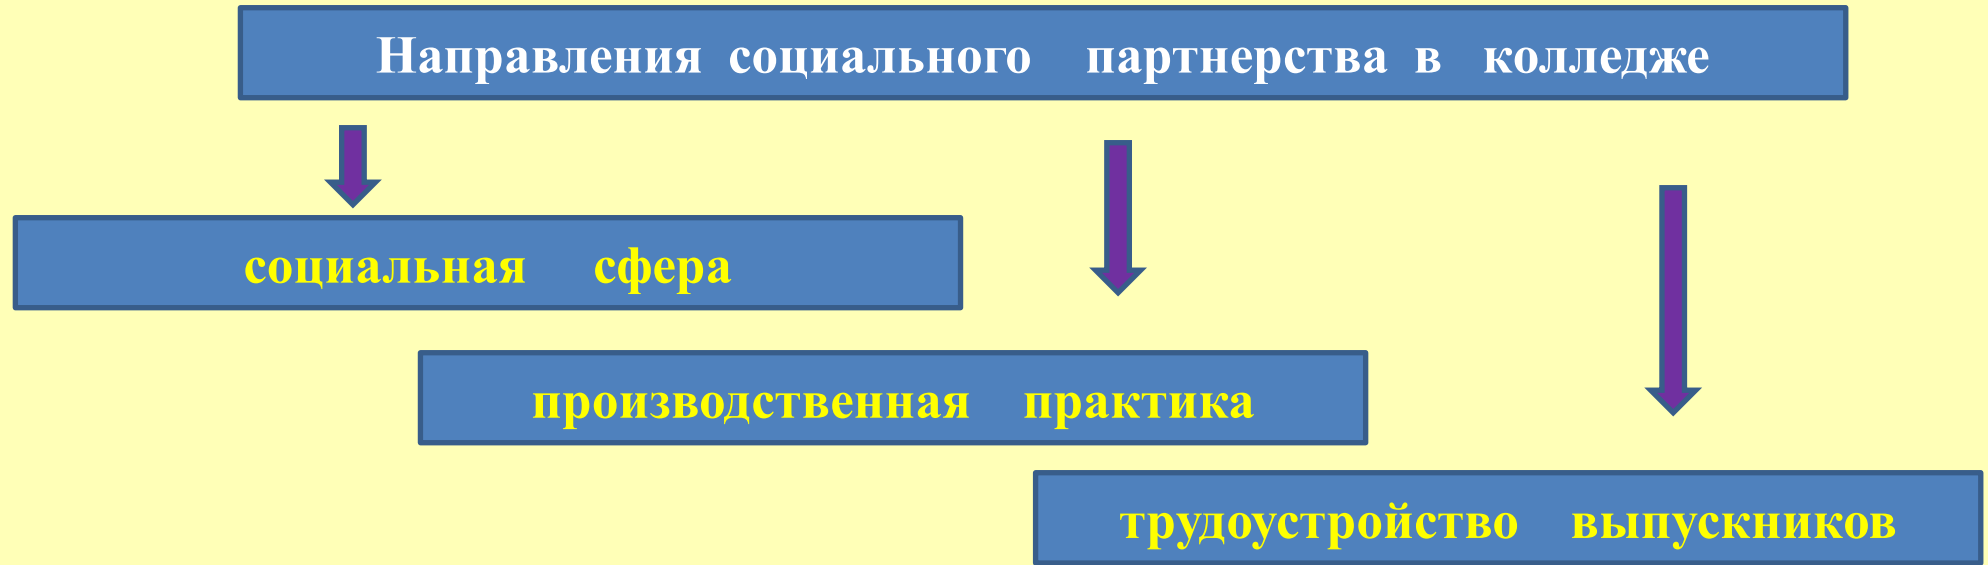 Направления социального партнерства в колледже
социальная сфера
производственная практика
трудоустройство выпускников